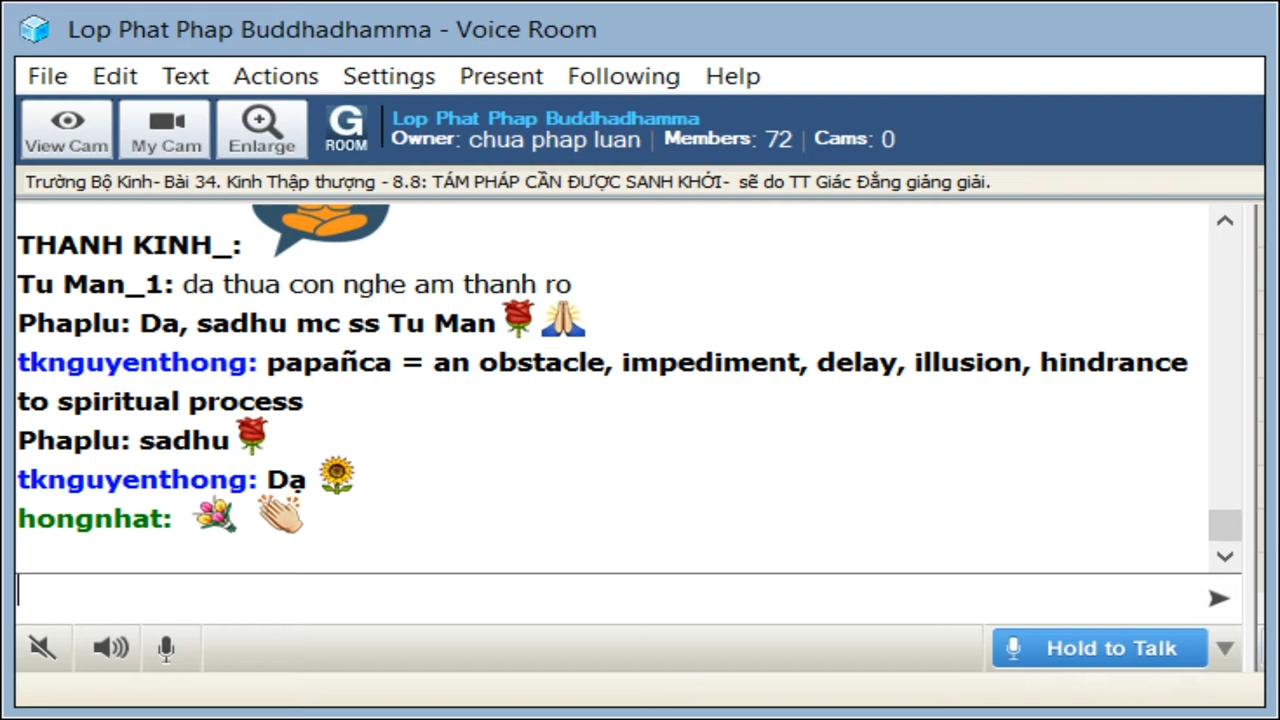 Lop Phat Phap Buddhadhamma - Voice Room
File Edit Text Actions Settings Present Following Help
View Cam My Cam Enlarge G ROOM
Lop Phat Phap Buddhadhamma
Owner: chua phap luan | Members: 72 | Cams: 0
Trường Bộ Kinh- Bài 34. Kinh Thập thượng - 8.8: TÁM PHÁP CẦN ĐƯỢC SANH KHỞI- sẽ do TT Giác Đẳng giảng giải.
THANH KINH_:
Tu Man_1: da thua con nghe am thanh ro
Phaplu: Da, sadhu mc ss Tu Man
tknguyenthong: papañca = an obstacle, impediment, delay, illusion, hindrance
to spiritual process
Phaplu: sadhu
tknguyenthong: Dạ
hongnhat:
Hold to Talk